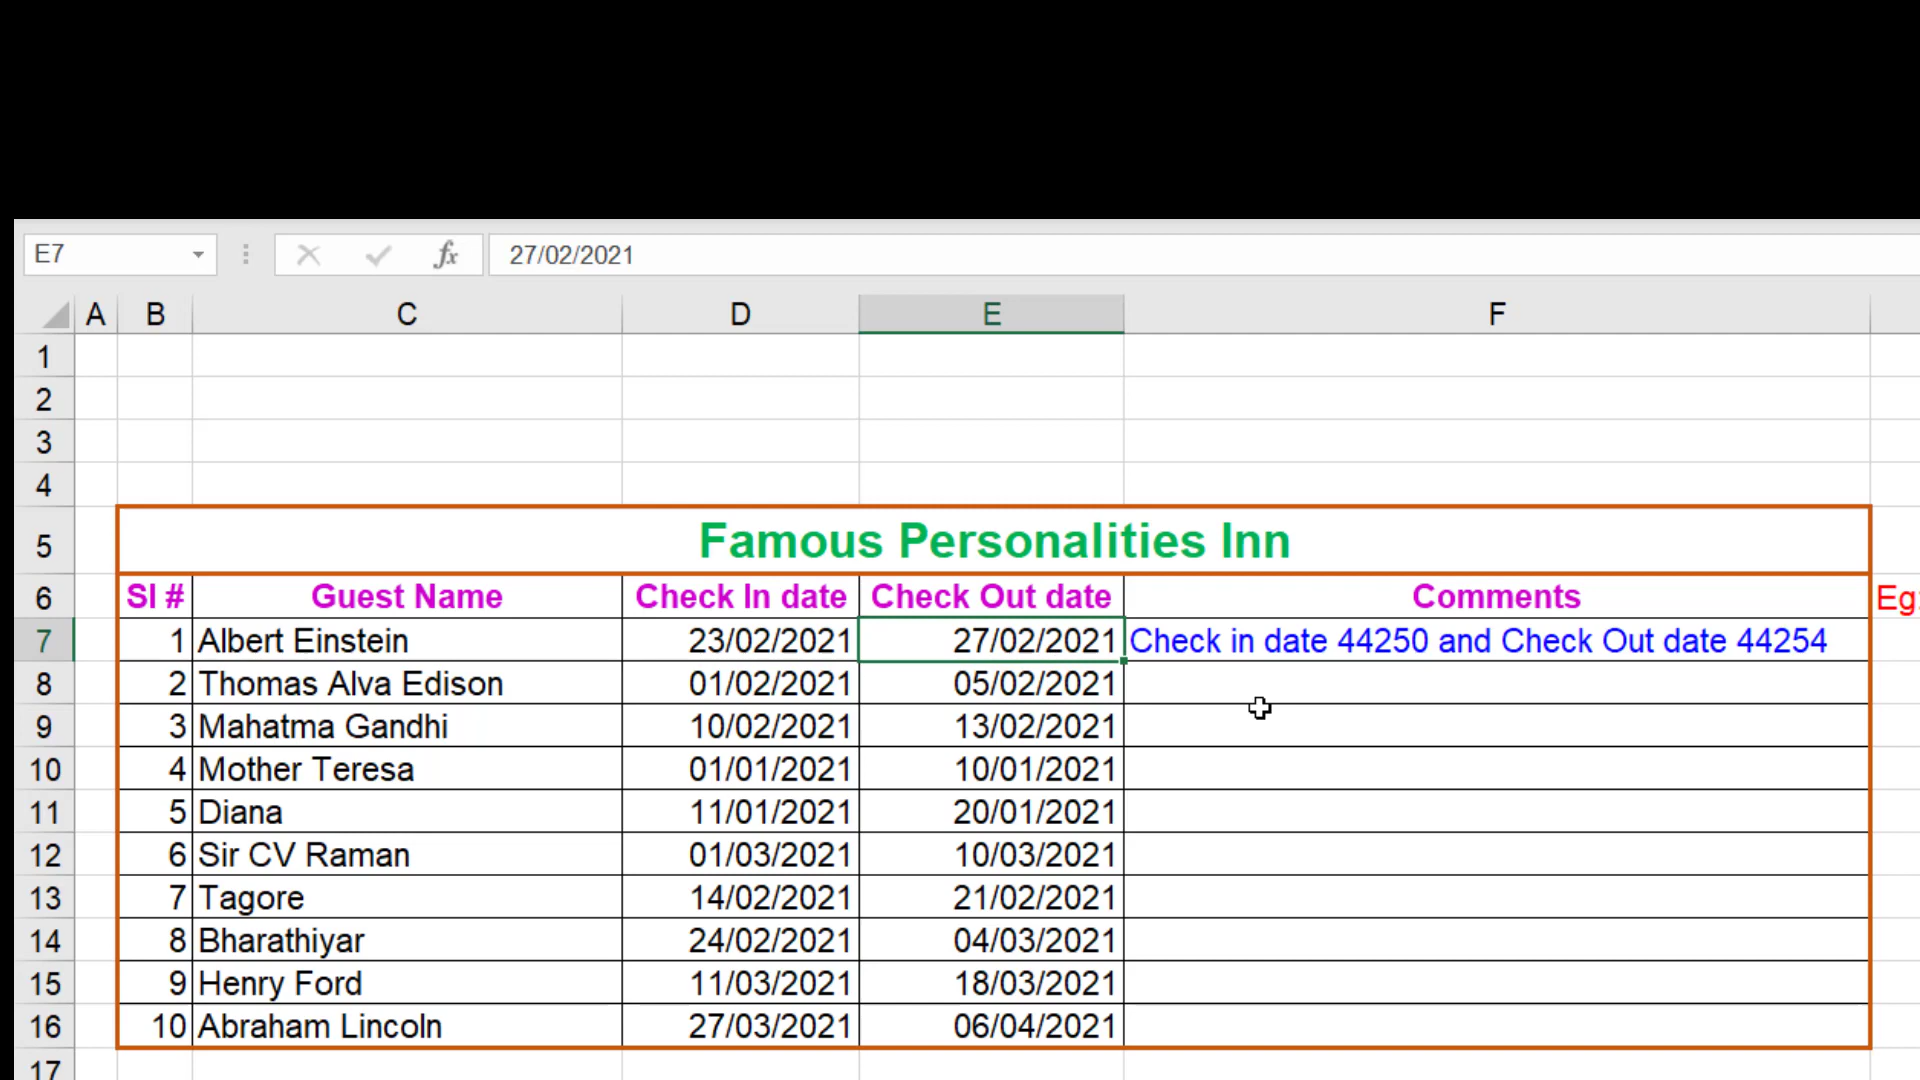 E7 fx 27/02/2021
A B C D E F
1
2
3
4
5 Famous Personalities Inn
6 Sl # Guest Name Check In date Check Out date Comments Eg:
7 1 Albert Einstein 23/02/2021 27/02/2021 Check in date 44250 and Check Out date 44254
8 2 Thomas Alva Edison 01/02/2021 05/02/2021
9 3 Mahatma Gandhi 10/02/2021 13/02/2021
10 4 Mother Teresa 01/01/2021 10/01/2021
11 5 Diana 11/01/2021 20/01/2021
12 6 Sir CV Raman 01/03/2021 10/03/2021
13 7 Tagore 14/02/2021 21/02/2021
14 8 Bharathiyar 24/02/2021 04/03/2021
15 9 Henry Ford 11/03/2021 18/03/2021
16 10 Abraham Lincoln 27/03/2021 06/04/2021
17